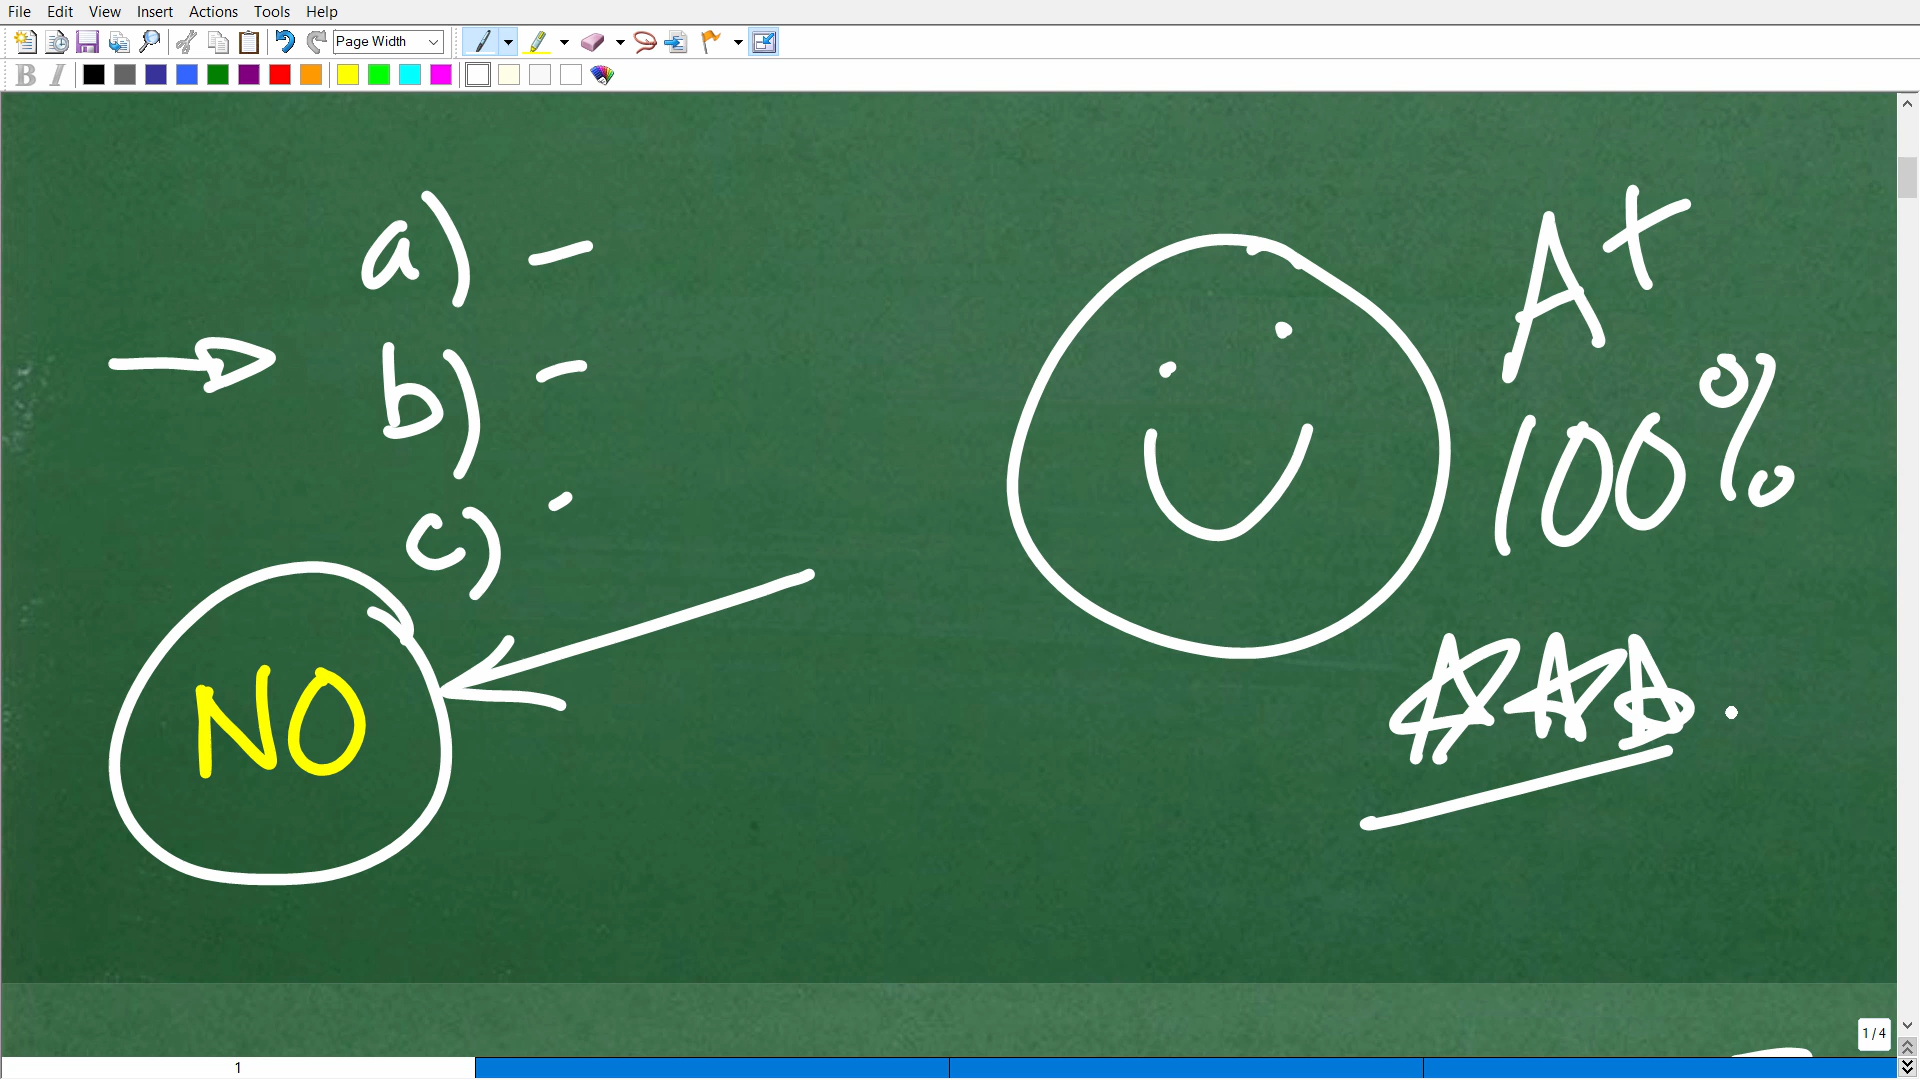 File Edit View Insert Actions Tools Help
Page Width
B I
a) -
b) -
c) -
NO
A+
100%
1 / 4
1